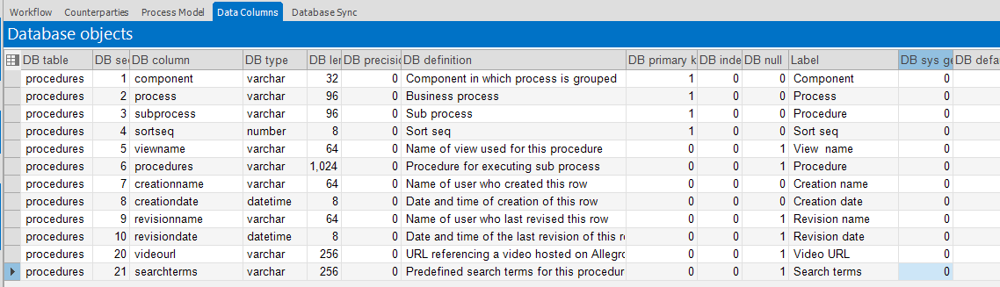 Workflow Counterparties Process Model Data Columns Database Sync
Database objects
DB table DB sec DB column DB type DB len DB precisio DB definition DB primary k DB inde DB null Label DB sys ge DB defa
procedures 1 component varchar 32 0 Component in which process is grouped 1 0 0 Component 0
procedures 2 process varchar 96 0 Business process 1 0 0 Process 0
procedures 3 subprocess varchar 96 0 Sub process 1 0 0 Procedure 0
procedures 4 sortseq number 8 0 Sort seq 1 0 0 Sort seq 0
procedures 5 viewname varchar 64 0 Name of view used for this procedure 0 0 1 View name 0
procedures 6 procedures varchar 1,024 0 Procedure for executing sub process 0 0 1 Procedure 0
procedures 7 creationname varchar 64 0 Name of user who created this row 0 0 0 Creation name 0
procedures 8 creationdate datetime 8 0 Date and time of creation of this row 0 0 0 Creation date 0
procedures 9 revisionname varchar 64 0 Name of user who last revised this row 0 0 1 Revision name 0
procedures 10 revisiondate datetime 8 0 Date and time of the last revision of this r 0 0 1 Revision date 0
procedures 20 videourl varchar 256 0 URL referencing a video hosted on Allegro 0 0 1 Video URL 0
procedures 21 searchterms varchar 256 0 Predefined search terms for this procedur 0 0 1 Search terms 0